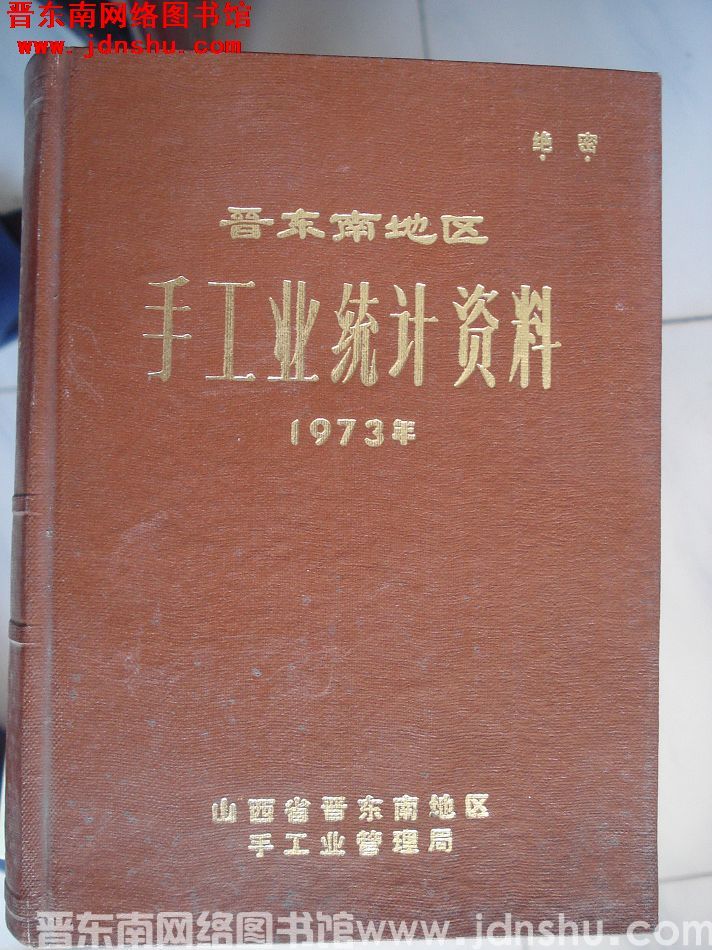 晋东南网络图书馆
www.jdnshu.com
绝密
晋东南地区
手工业统计资料
1973年
山西省晋东南地区
手工业管理局
晋东南网络图书馆www.jdnshu.com